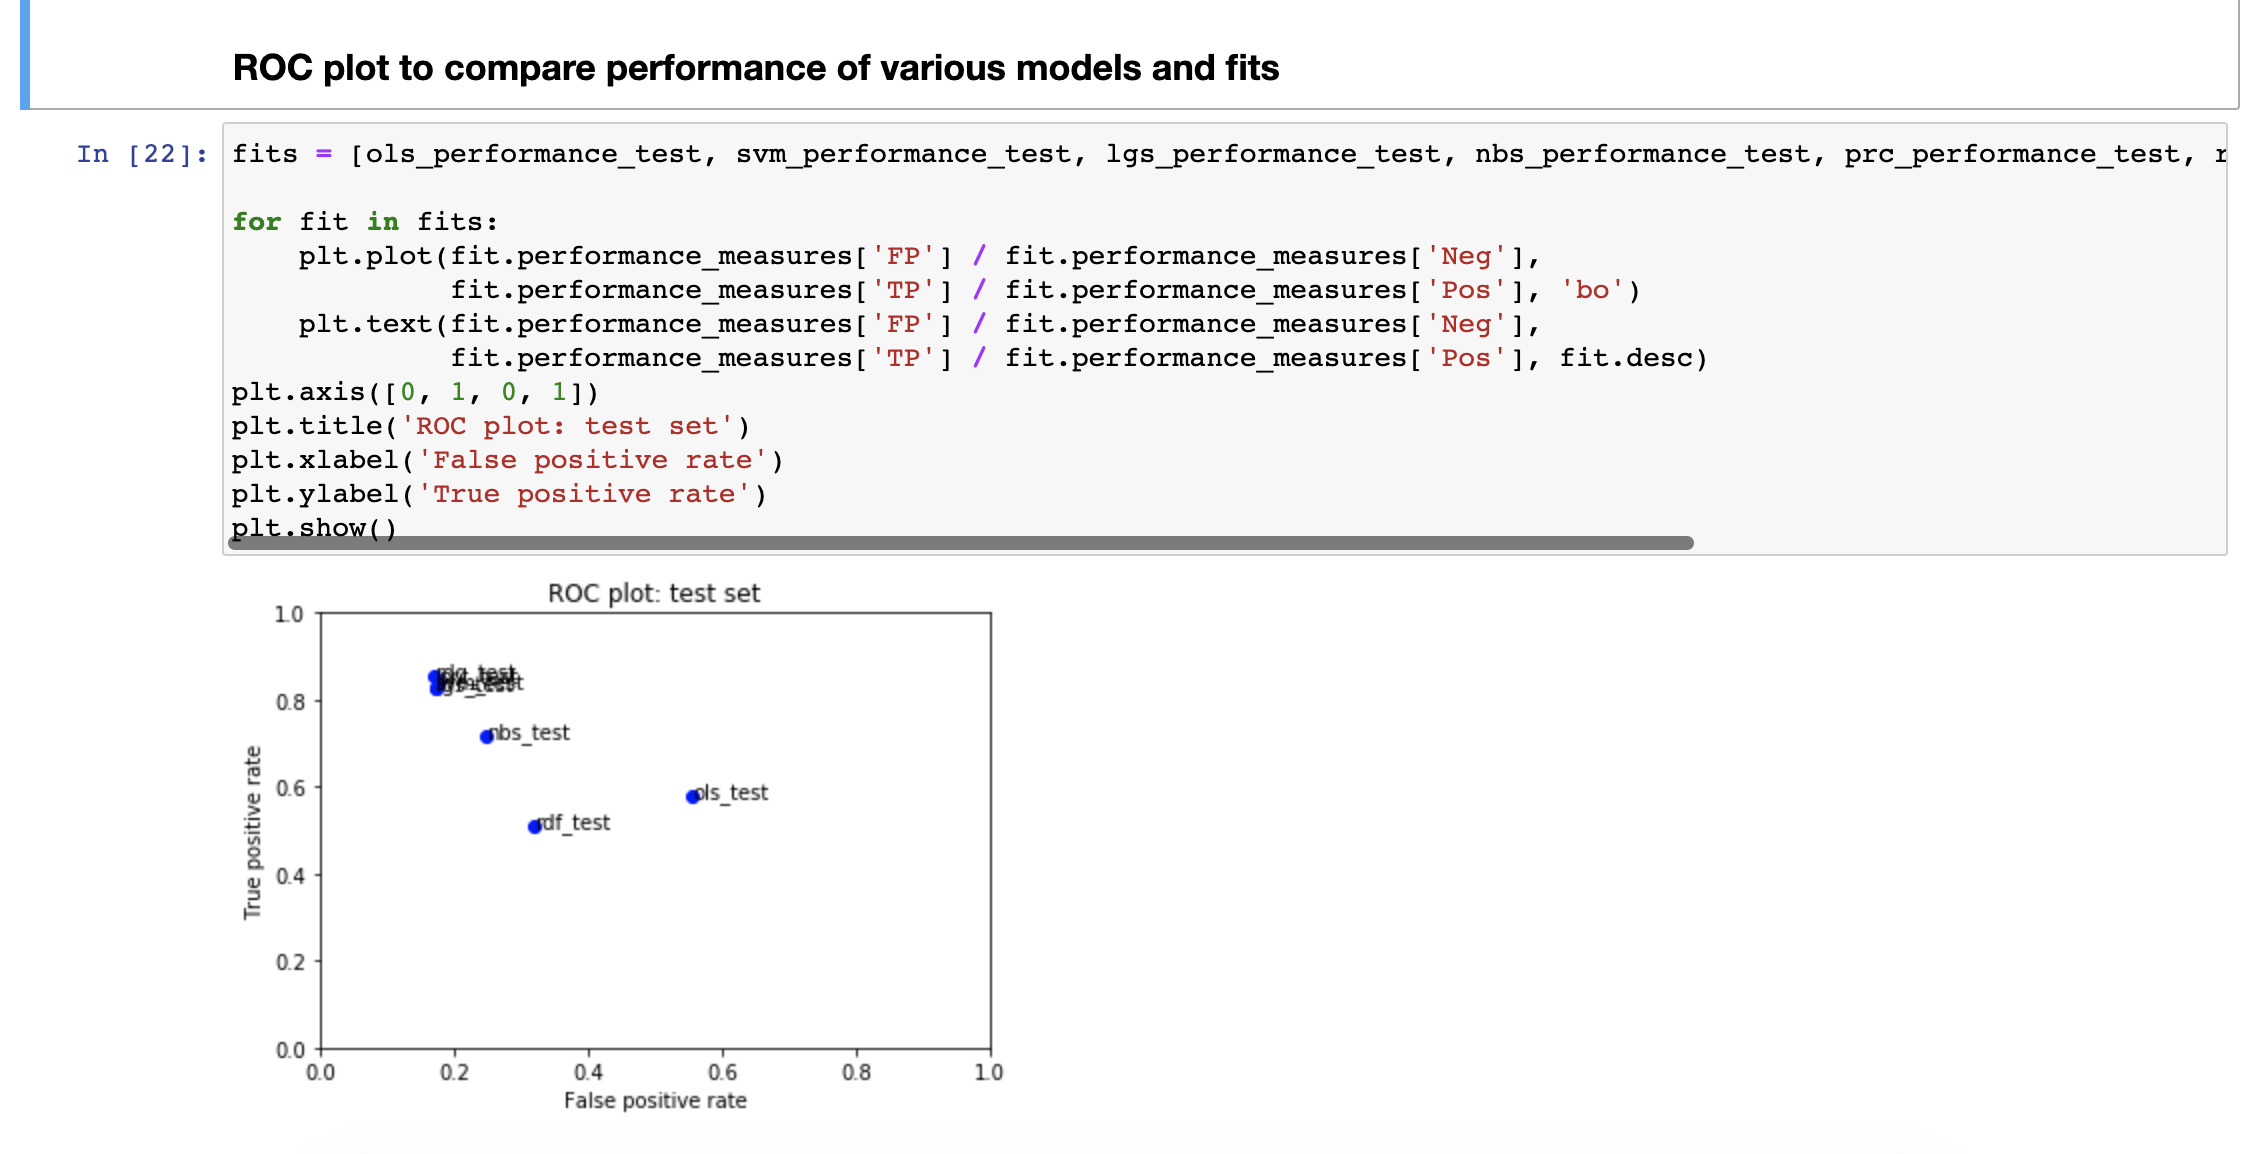 ROC plot to compare performance of various models and fits
In [22]:
fits = [ols_performance_test, svm_performance_test, lgs_performance_test, nbs_performance_test, prc_performance_test, r
for fit in fits:
    plt.plot(fit.performance_measures['FP'] / fit.performance_measures['Neg'],
             fit.performance_measures['TP'] / fit.performance_measures['Pos'], 'bo')
    plt.text(fit.performance_measures['FP'] / fit.performance_measures['Neg'],
             fit.performance_measures['TP'] / fit.performance_measures['Pos'], fit.desc)
plt.axis([0, 1, 0, 1])
plt.title('ROC plot: test set')
plt.xlabel('False positive rate')
plt.ylabel('True positive rate')
plt.show()
ROC plot: test set
1.0
0.8
nbs_test
0.6
ols_test
rdf_test
0.4
0.2
0.0
True positive rate
0.0 0.2 0.4 0.6 0.8 1.0
False positive rate